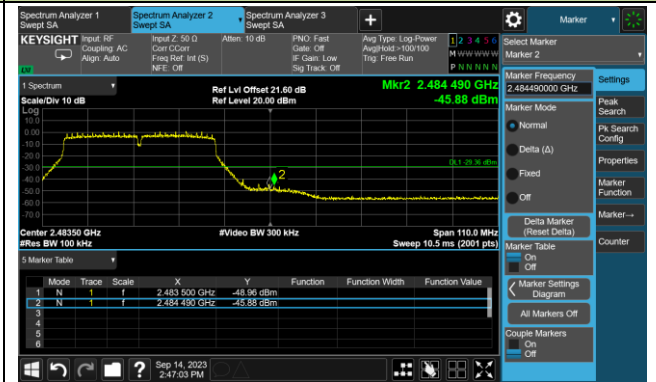 Spectrum Analyzer 1
Swept SA
Spectrum Analyzer 2
Swept SA
Spectrum Analyzer 3
Swept SA
+
Marker
KEYSIGHT
Input: RF
Coupling: AC
Align: Auto
Input Z: 50 Ω
Corr CCorr
Freq Ref: Int (S)
NFE: Off
Atten: 10 dB
PNO: Fast
Gate: Off
IF Gain: Low
Sig Track: Off
Avg Type: Log-Power
Avg|Hold:>100/100
Trig: Free Run
1 2 3 4 5 6
M W W W W W
P N N N N N
Select Marker
Marker 2
1 Spectrum
Scale/Div 10 dB
Ref Lvl Offset 21.60 dB
Ref Level 20.00 dBm
Mkr2 2.484 490 GHz
-45.88 dBm
Log
10.0
0.00
-10.0
-20.0
-30.0
-40.0
-50.0
-60.0
-70.0
DL1 -29.36 dBm
2
Center 2.48350 GHz
#Res BW 100 kHz
#Video BW 300 kHz
Span 110.0 MHz
Sweep 10.5 ms (2001 pts)
5 Marker Table
Mode Trace Scale X Y Function Function Width Function Value
1 N 1 f 2.483 500 GHz -48.96 dBm
2 N 1 f 2.484 490 GHz -45.88 dBm
3
4
5
6
Marker Frequency
2.484490000 GHz
Marker Mode
Normal
Delta (Δ)
Fixed
Off
Delta Marker
(Reset Delta)
Marker Table
On
Off
Marker Settings
Diagram
All Markers Off
Couple Markers
On
Off
Settings
Peak
Search
Pk Search
Config
Properties
Marker
Function
Marker→
Counter
?
Sep 14, 2023
2:47:03 PM